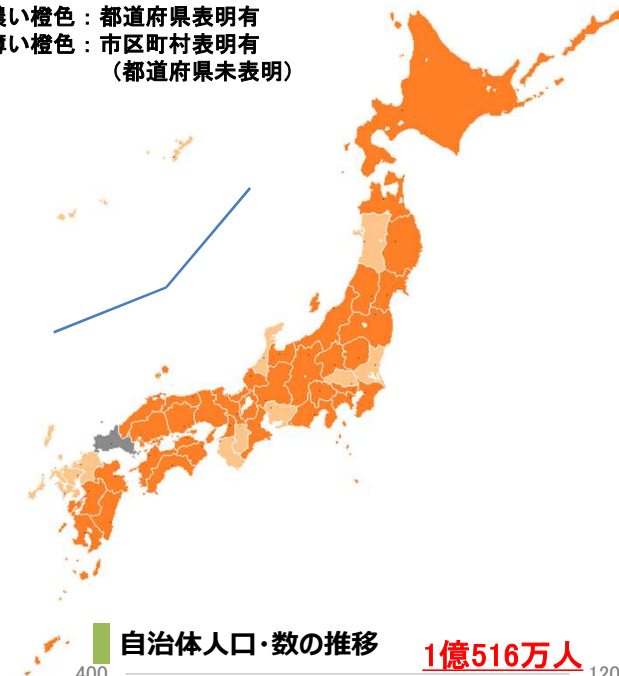 い橙色：都道府県表明有
い橙色：市区町村表明有
（都道府県未表明）
自治体人口・数の推移
1億516万人
400
120